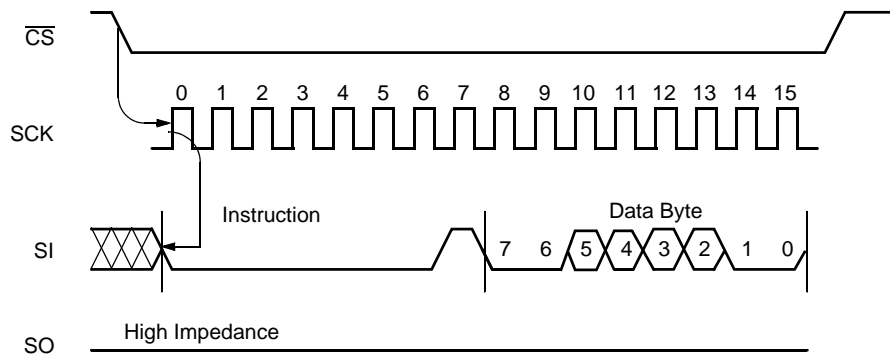 CS
0 1 2 3 4 5 6 7 8 9 10 11 12 13 14 15
SCK
Instruction
Data Byte
SI
7 6 5 4 3 2 1 0
High Impedance
SO